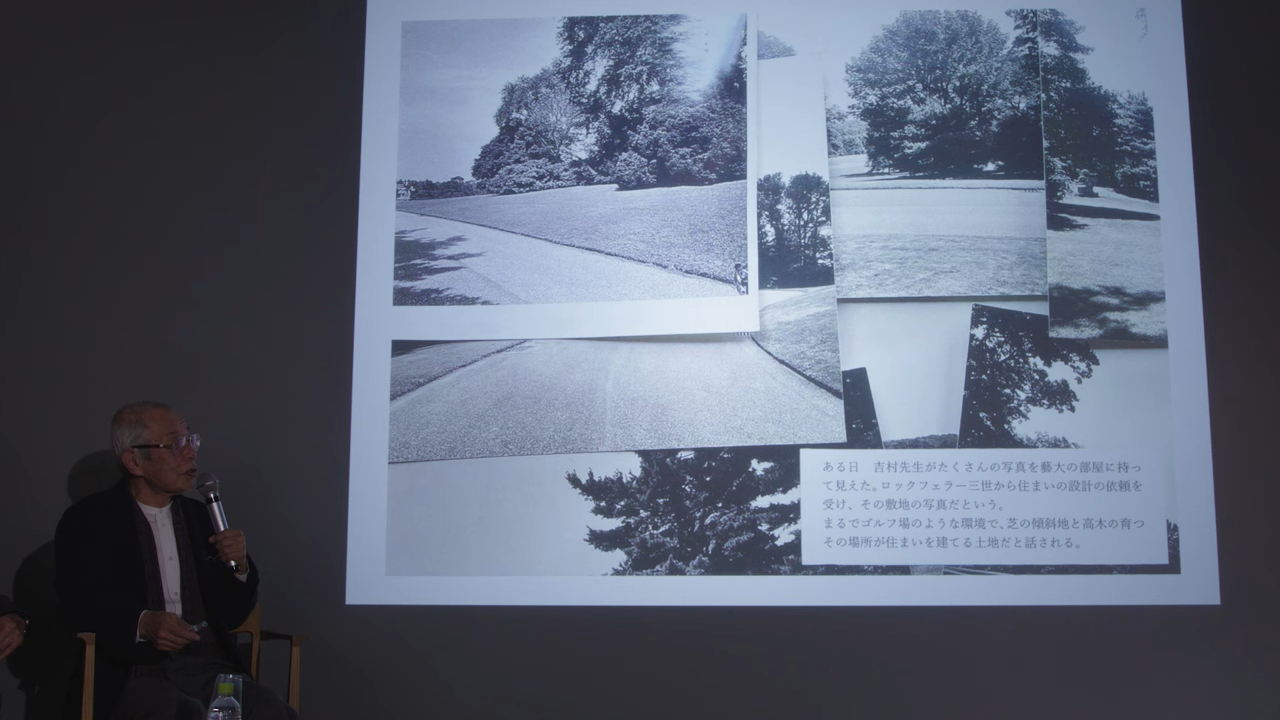 ある日　吉村先生がたくさんの写真を藝大の部屋に持っ
て見えた。ロックフェラー三世から住まいの設計の依頼を
受け、その敷地の写真だという。
まるでゴルフ場のような環境で、芝の傾斜地と高木の育つ
その場所が住まいを建てる土地だと話される。